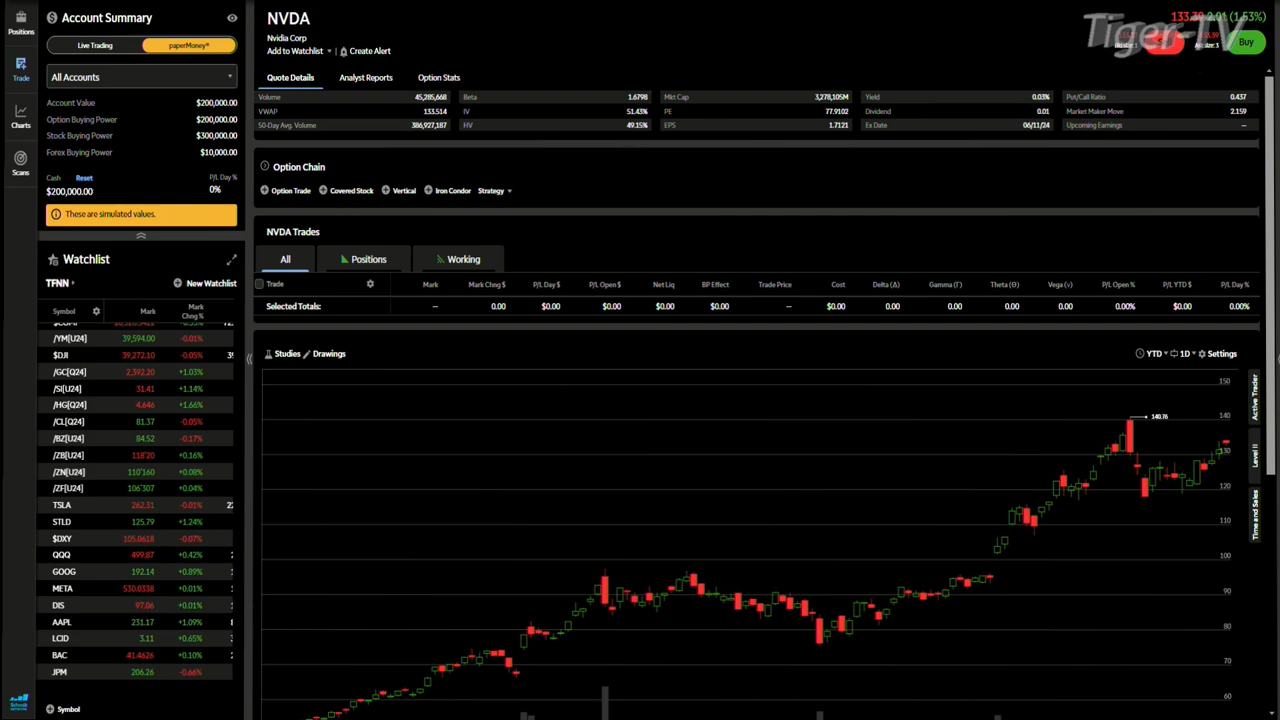 Positions
Trade
Charts
Scans
Account Summary
Live Trading paperMoney®
All Accounts
Account Value $200,000.00
Option Buying Power $200,000.00
Stock Buying Power $300,000.00
Forex Buying Power $10,000.00
Cash Reset P/L Day %
$200,000.00 0%
These are simulated values.
Watchlist
TFNN New Watchlist
Symbol Mark Mark Chng %
/YM[U24] 39,594.00 -0.01%
$DJI 39,272.10 -0.05%
/GC[Q24] 2,392.20 +1.03%
/SI[U24] 31.41 +1.14%
/HG[Q24] 4.646 +1.66%
/CL[Q24] 81.37 -0.05%
/BZ[U24] 84.52 -0.17%
/ZB[U24] 118'20 +0.16%
/ZN[U24] 110'160 +0.08%
/ZF[U24] 106'307 +0.04%
TSLA 262.31 -0.01%
STLD 125.79 +1.24%
$DXY 105.0618 -0.07%
QQQ 499.87 +0.42%
GOOG 192.14 +0.89%
META 530.0338 +0.01%
DIS 97.06 +0.01%
AAPL 231.17 +1.09%
LCID 3.11 +0.65%
BAC 41.4626 +0.10%
JPM 206.26 -0.66%
Symbol
NVDA
Nvidia Corp
Add to Watchlist Create Alert
133.39 2.01 (1.53%)
Tiger-TV
Buy
Quote Details Analyst Reports Option Stats
Volume 45,285,668 Beta 1.6798 Mkt Cap 3,278,105M Yield 0.03% Put/Call Ratio 0.437
VWAP 133.514 IV 51.43% PE 77.9102 Dividend 0.01 Market Maker Move 2.159
50-Day Avg. Volume 386,927,187 HV 49.15% EPS 1.7121 Ex Date 06/11/24 Upcoming Earnings --
Option Chain
Option Trade Covered Stock Vertical Iron Condor Strategy
NVDA Trades
All Positions Working
Trade Mark Mark Chng $ P/L Day $ P/L Open $ Net Liq BP Effect Trade Price Cost Delta (Δ) Gamma (Γ) Theta (Θ) Vega (ν) P/L Open % P/L YTD $ P/L Day %
Selected Totals: -- 0.00 $0.00 $0.00 $0.00 $0.00 -- $0.00 0.00 0.00 0.00 0.00 0.00% $0.00 0.00%
Studies Drawings YTD 1D Settings
150
140
140.76
130
120
110
100
90
80
70
60
Active Trader
Level II
Time and Sales